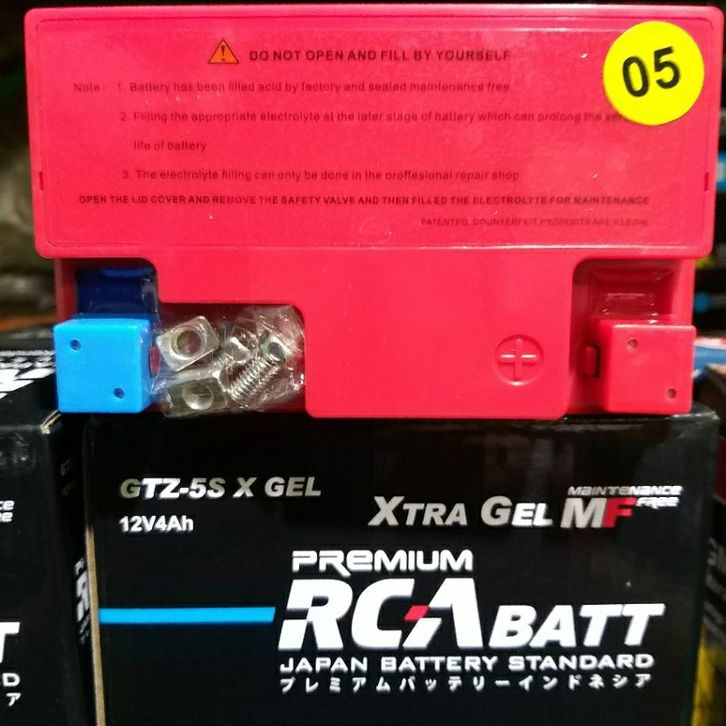 DO NOT OPEN AND FILL BY YOURSELF
05
Note : 1. Battery has been filled acid by factory and sealed maintenance free
2. Filling the appropriate electrolyte at the later stage of battery which can prolong the
life of battery
3. The electrolyte filling can only be done in the oroffesional repair shop
OPEN THE LID COVER AND REMOVE THE SAFETY VALVE AND THEN FILLED THE ELECTROLYTE FOR MAINTENANCE
PATENTED, COUNTERFEIT PRODUCTS ARE ILLEGAL
GTZ-5S X GEL
12V4Ah
XTRA GEL MF MAINTENANCE FREE
PREMIUM
RCA BATT
JAPAN BATTERY STANDARD
プレミアムバッテリーインドネシア